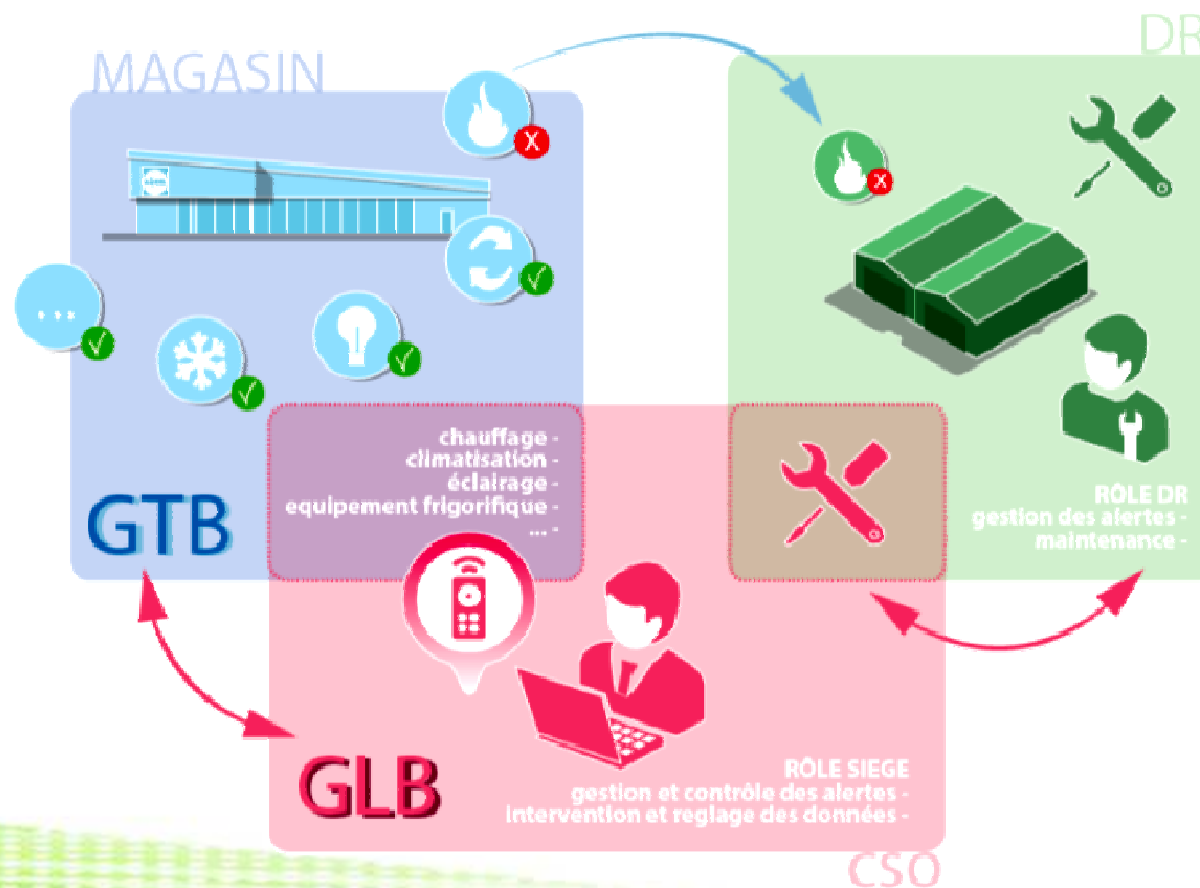 MAGASIN
DR
chauffage -
climatisation -
éclairage -
equipement frigorifique -
... -
GTB
RÔLE DR
gestion des alertes -
maintenance -
GLB
RÔLE SIEGE
gestion et contrôle des alertes -
intervention et reglage des données -
CSO